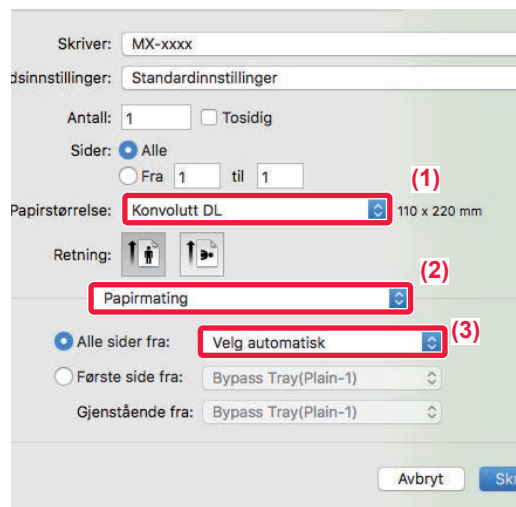 Skriver: MX-xxxx
dsinnstillinger: Standardinnstillinger
Antall: 1 Tosidig
Sider: Alle
Fra 1 til 1
(1)
Papirstørrelse: Konvolutt DL 110 x 220 mm
Retning:
(2)
Papirmating
(3)
Alle sider fra: Velg automatisk
Første side fra: Bypass Tray(Plain-1)
Gjenstående fra: Bypass Tray(Plain-1)
Avbryt Skr